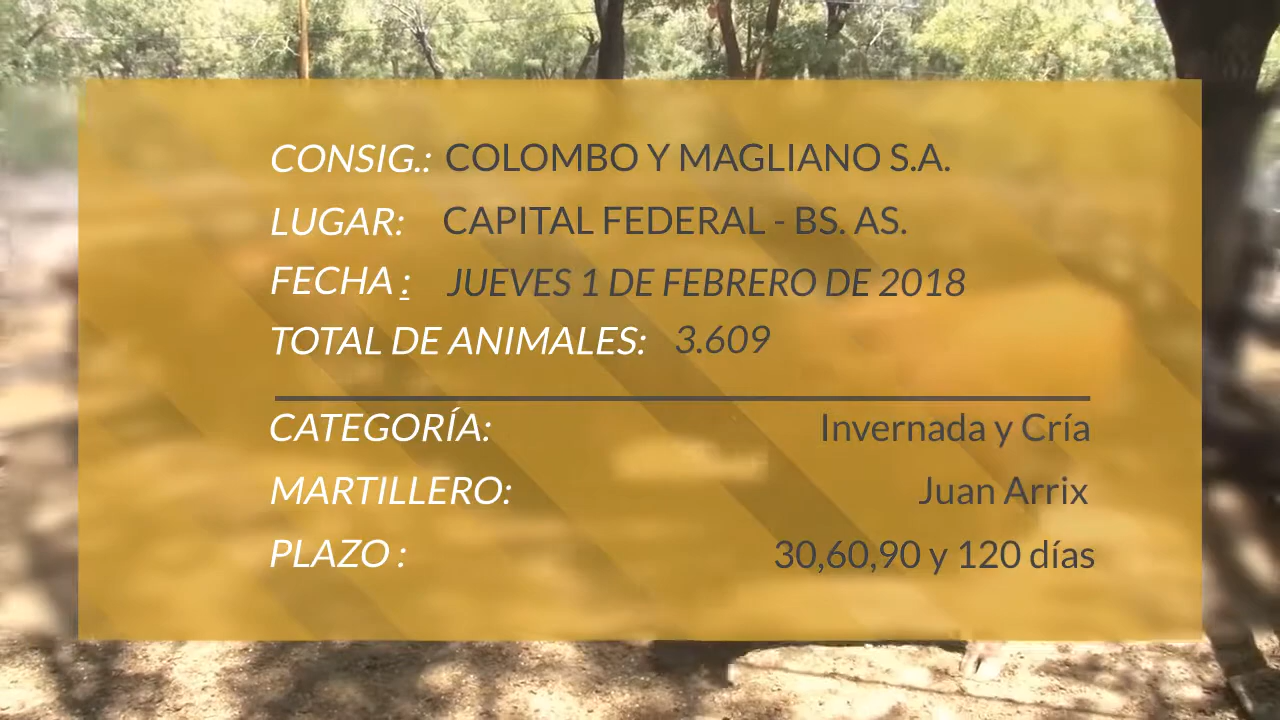 CONSIG.: COLOMBO Y MAGLIANO S.A.
LUGAR: CAPITAL FEDERAL - BS. AS.
FECHA : JUEVES 1 DE FEBRERO DE 2018
TOTAL DE ANIMALES: 3.609
CATEGORÍA: Invernada y Cría
MARTILLERO: Juan Arrix
PLAZO : 30,60,90 y 120 días